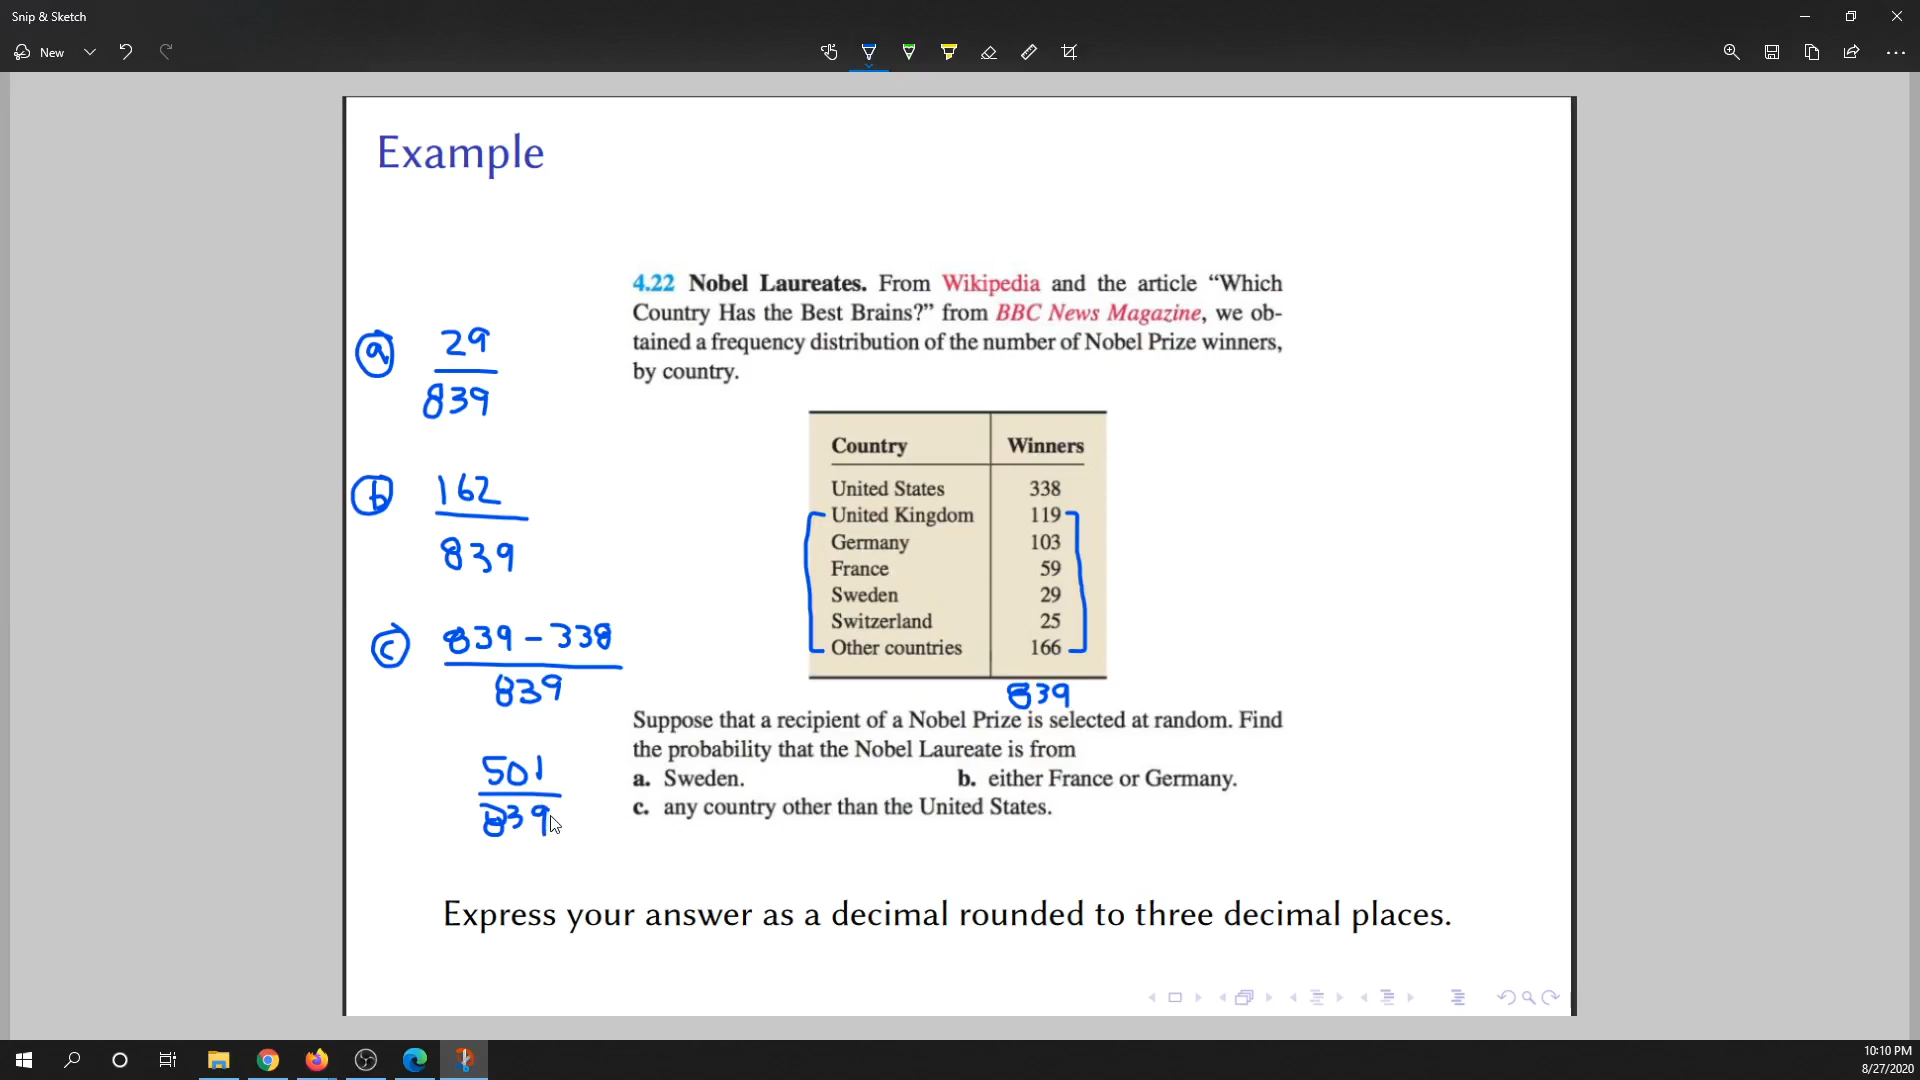 Snip & Sketch
New
Example
4.22 Nobel Laureates. From Wikipedia and the article “Which
Country Has the Best Brains?” from BBC News Magazine, we ob-
tained a frequency distribution of the number of Nobel Prize winners,
by country.
a 29
839
b 162
839
c 839 - 338
839
501
839
Country Winners
United States 338
United Kingdom 119
Germany 103
France 59
Sweden 29
Switzerland 25
Other countries 166
839
Suppose that a recipient of a Nobel Prize is selected at random. Find
the probability that the Nobel Laureate is from
a. Sweden. b. either France or Germany.
c. any country other than the United States.
Express your answer as a decimal rounded to three decimal places.
10:10 PM
8/27/2020